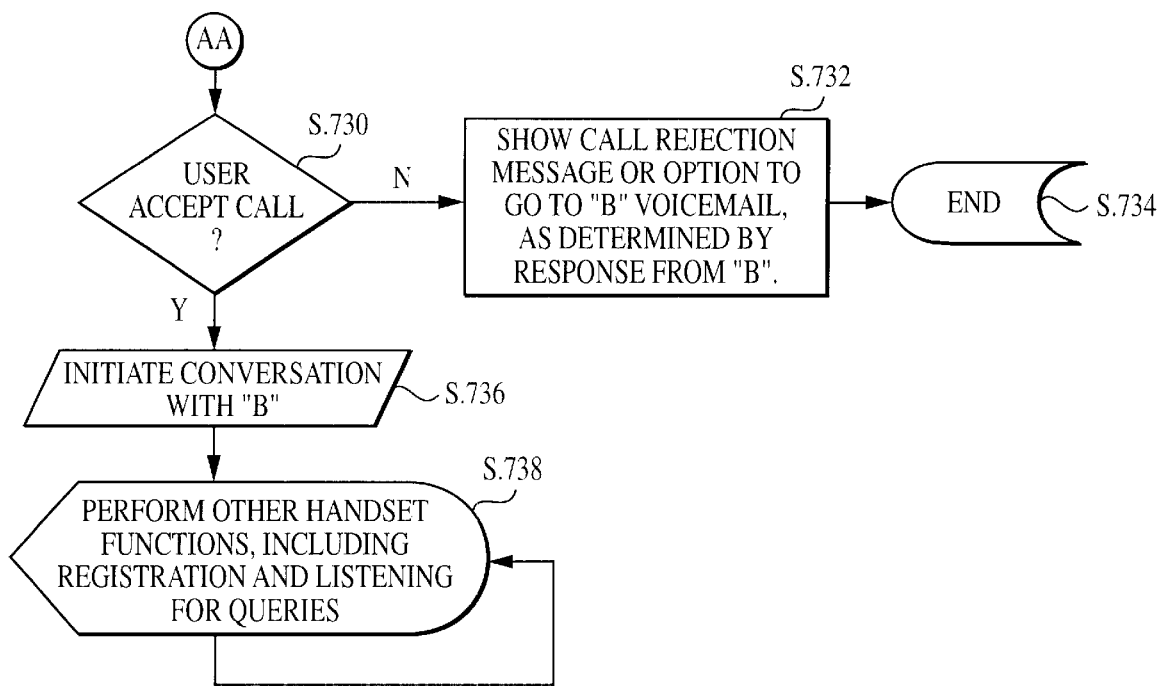 AA
S.730
USER
ACCEPT CALL
?
N
S.732
SHOW CALL REJECTION
MESSAGE OR OPTION TO
GO TO "B" VOICEMAIL,
AS DETERMINED BY
RESPONSE FROM "B".
END
S.734
Y
INITIATE CONVERSATION
WITH "B"
S.736
S.738
PERFORM OTHER HANDSET
FUNCTIONS, INCLUDING
REGISTRATION AND LISTENING
FOR QUERIES